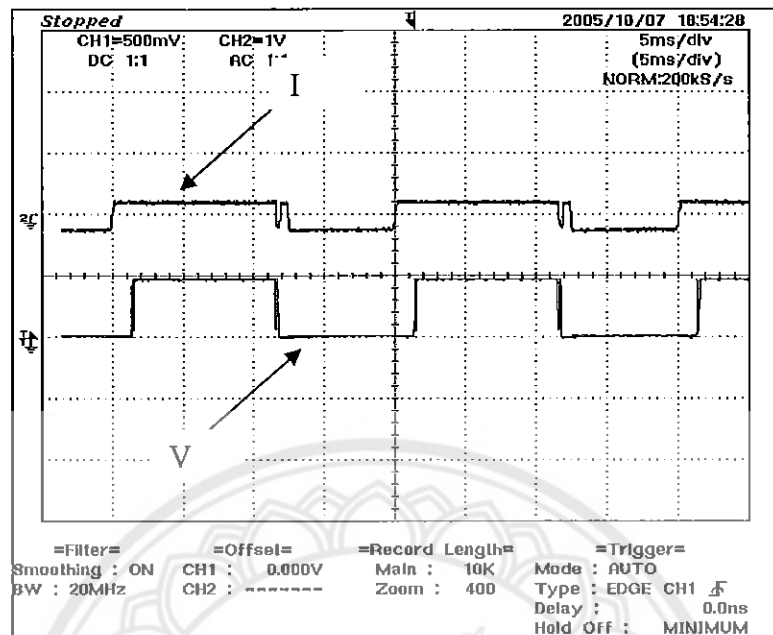 Stopped 2005/10/07 18:54:28
CH1=500mV CH2=1V 5ms/div
DC 1:1 AC 1:1 (5ms/div)
NORM:200kS/s
I
V
=Filter= =Offset= =Record Length= =Trigger=
Smoothing : ON CH1 : 0.000V Main : 10K Mode : AUTO
BW : 20MHz CH2 : ------- Zoom : 400 Type : EDGE CH1
Delay : 0.0ns
Hold Off : MINIMUM